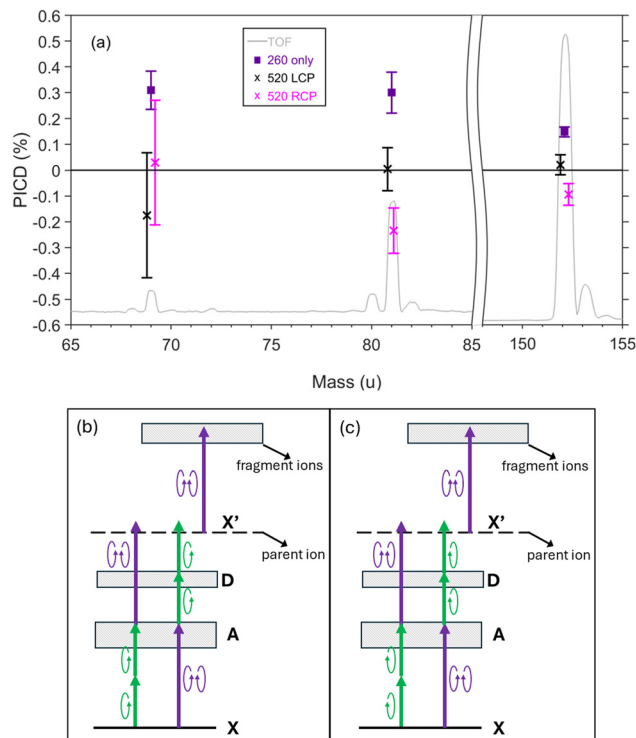 (a)
TOF
260 only
520 LCP
520 RCP
PICD (%)
0.6
0.5
0.4
0.3
0.2
0.1
0
-0.1
-0.2
-0.3
-0.4
-0.5
-0.6
65 70 75 80 85 150 155
Mass (u)
(b)
fragment ions
X'
parent ion
D
A
X
(c)
fragment ions
X'
parent ion
D
A
X